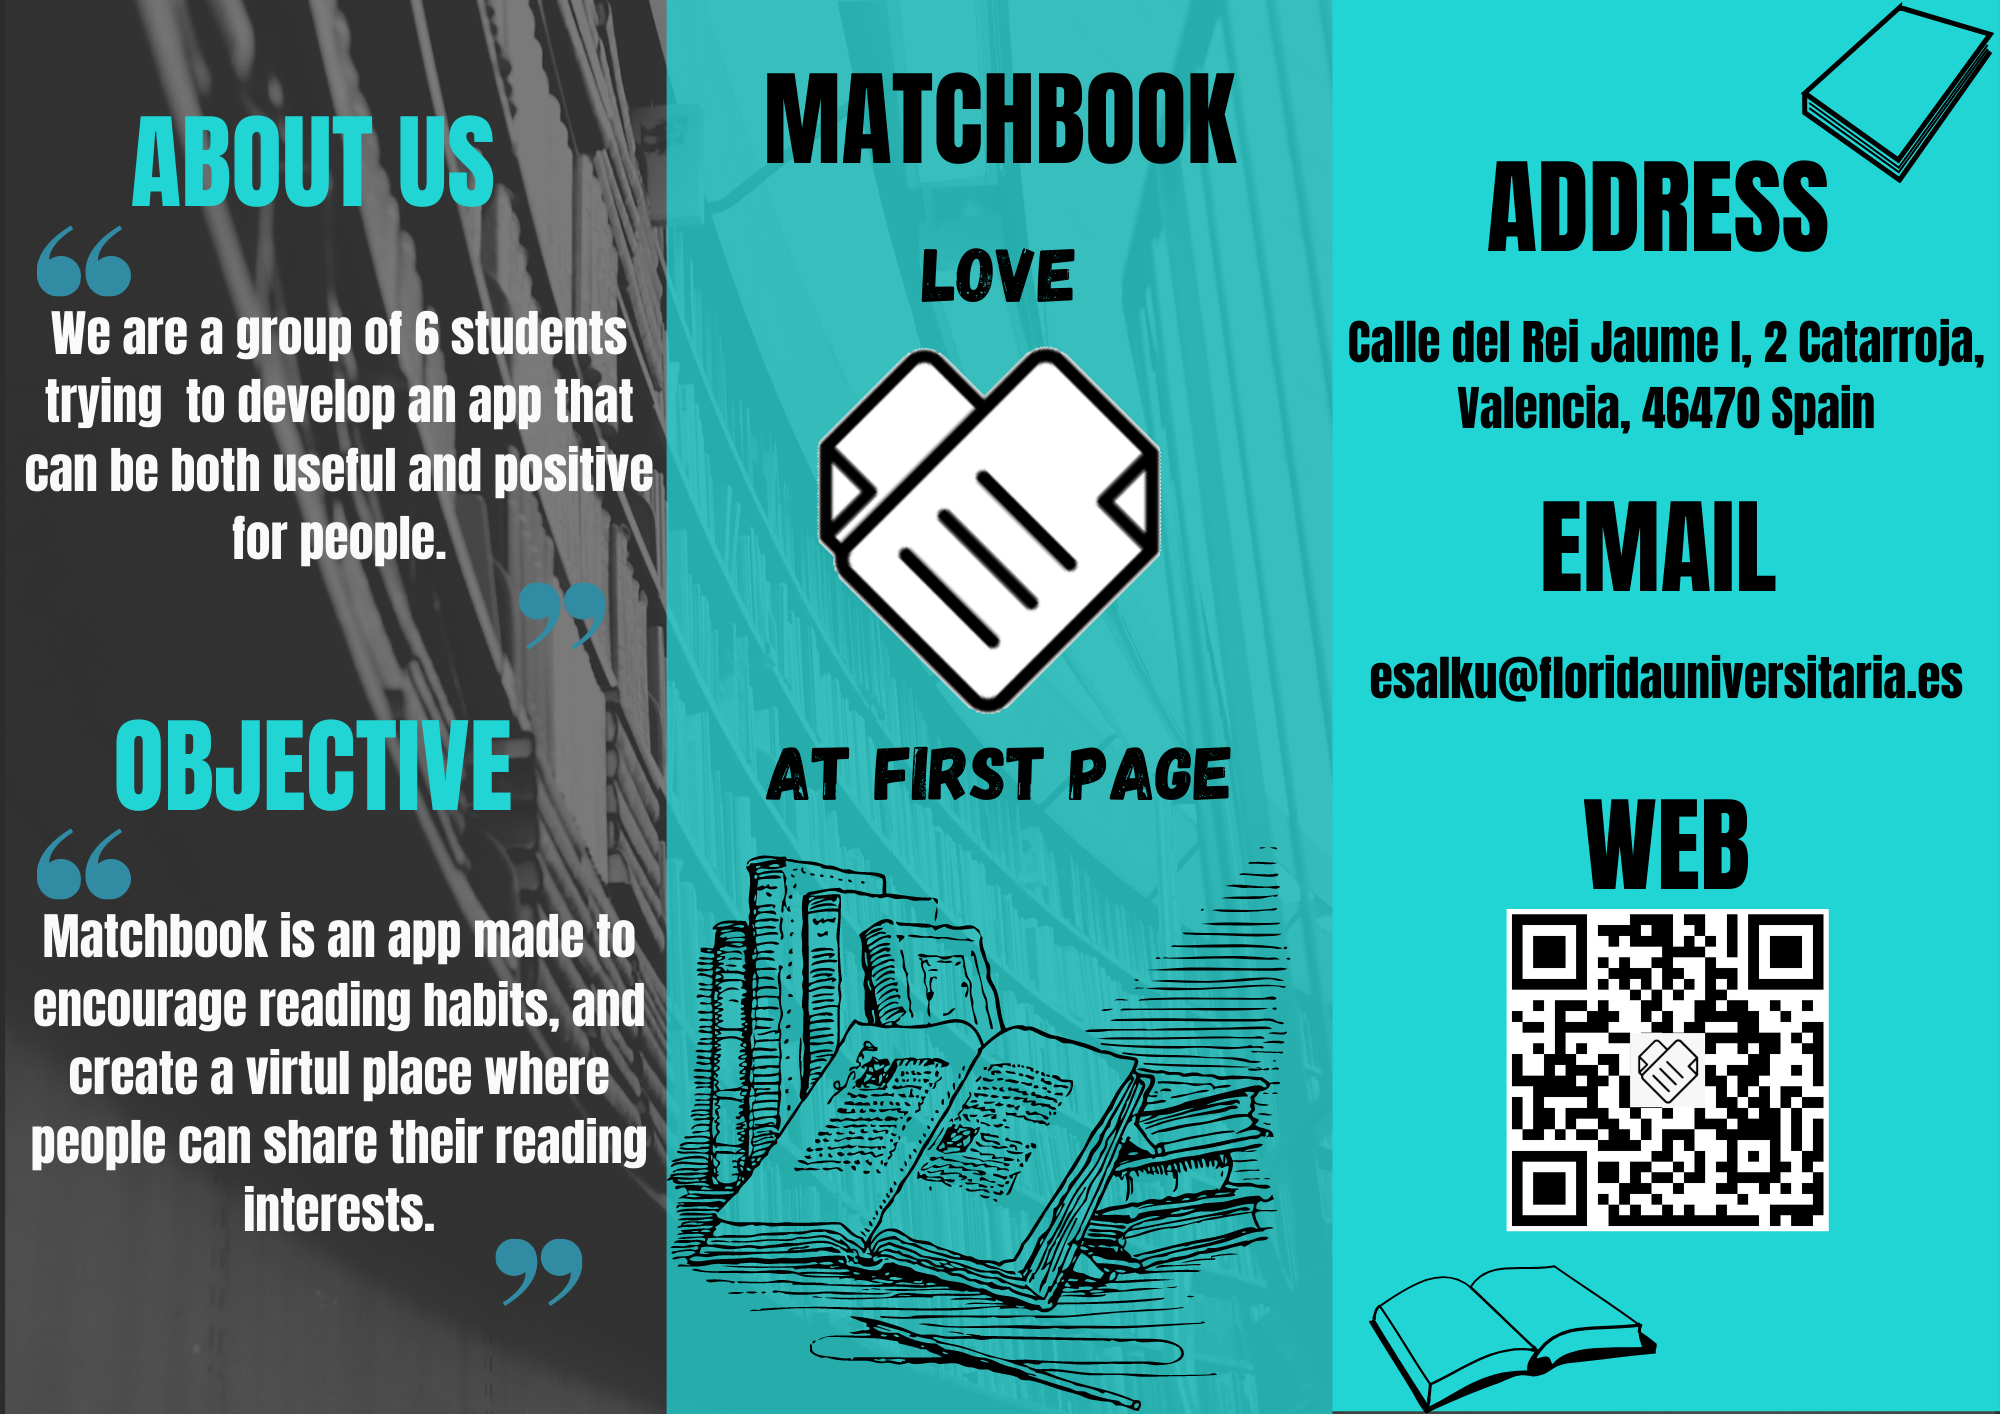 ABOUT US
We are a group of 6 students
trying  to develop an app that
can be both useful and positive
for people.
OBJECTIVE
Matchbook is an app made to
encourage reading habits, and
create a virtul place where
people can share their reading
interests.
MATCHBOOK
LOVE
AT FIRST PAGE
ADDRESS
Calle del Rei Jaume I, 2 Catarroja,
Valencia, 46470 Spain
EMAIL
esalku@floridauniversitaria.es
WEB